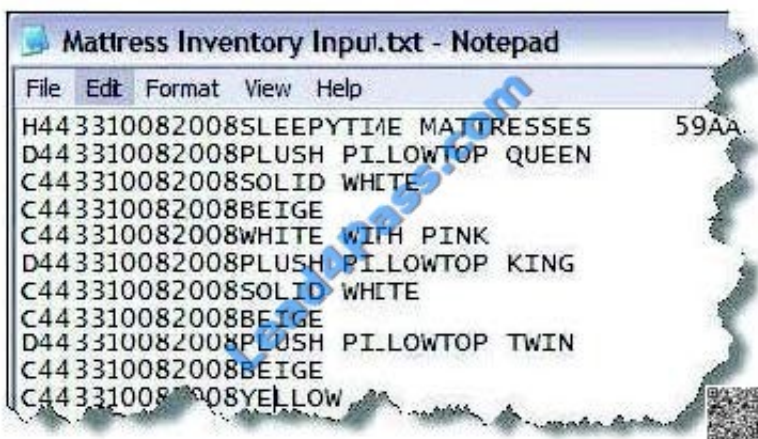 Mattress Inventory Input.txt - Notepad
File Edit Format View Help
H443310082008SLEEPYTIME MATTRESSES 59AA
D443310082008PLUSH PILLOWTOP QUEEN
C443310082008SOLID WHITE
C443310082008BEIGE
C443310082008WHITE WITH PINK
D443310082008PLUSH PILLOWTOP KING
C443310082008SOLID WHITE
C443310082008BEIGE
D443310082008PLUSH PILLOWTOP TWIN
C443310082008BEIGE
C443310082008YELLOW
Lead4Pass.com